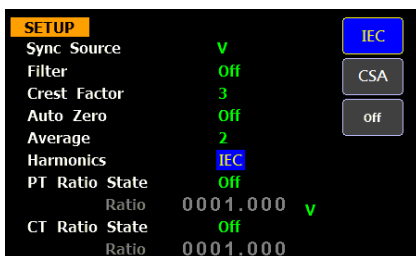 SETUP
Sync Source V
Filter Off
Crest Factor 3
Auto Zero Off
Average 2
Harmonics IEC
PT Ratio State Off
Ratio 0001.000 V
CT Ratio State Off
Ratio 0001.000
IEC
CSA
Off